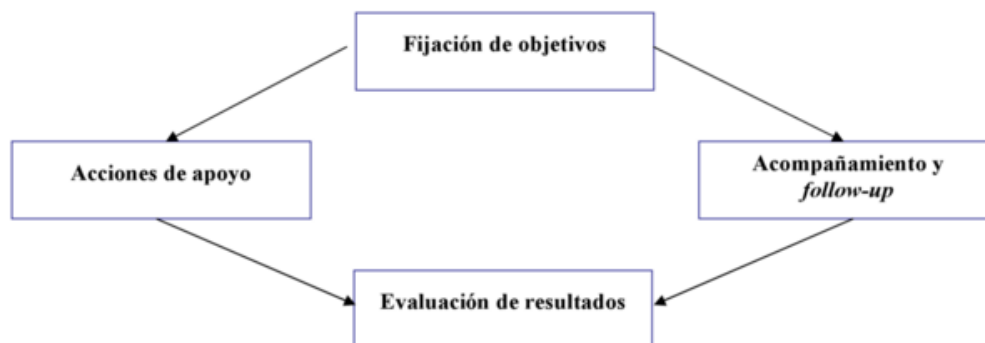 Fijación de objetivos
Acciones de apoyo
Acompañamiento y
follow-up
Evaluación de resultados